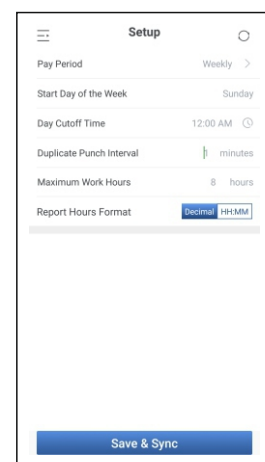 Setup
Pay Period Weekly >
Start Day of the Week Sunday
Day Cutoff Time 12:00 AM
Duplicate Punch Interval 1 minutes
Maximum Work Hours 8 hours
Report Hours Format Decimal HH:MM
Save & Sync